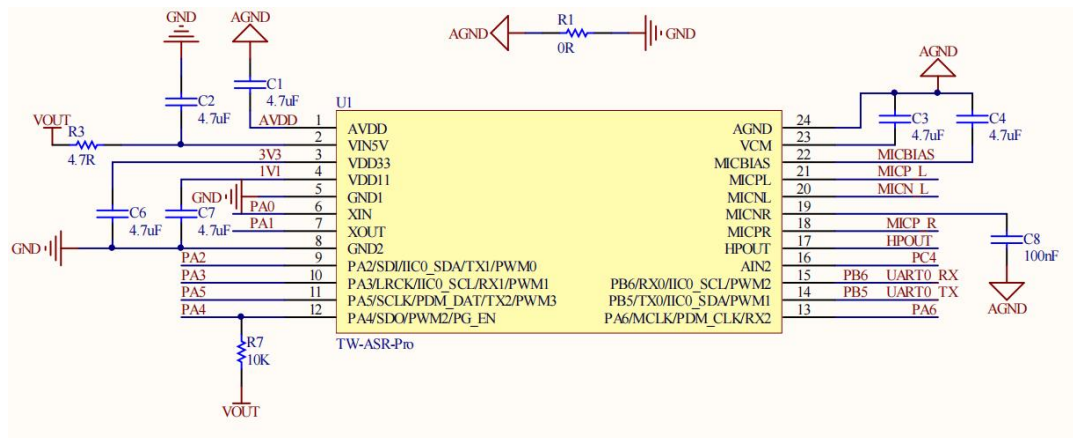 GND
AGND
R1
AGND
GND
0R
AGND
C1
4.7uF
C2
4.7uF
U1
VOUT
R3
4.7R
AVDD
1
AVDD
2
VIN5V
3V3
3
VDD33
1V1
4
VDD11
GND
5
GND1
PA0
6
XIN
C6
4.7uF
C7
4.7uF
PA1
7
XOUT
GND
8
GND2
PA2
9
PA2/SDI/IIC0_SDA/TX1/PWM0
PA3
10
PA3/LRCK/IIC0_SCL/RX1/PWM1
PA5
11
PA5/SCLK/PDM_DAT/TX2/PWM3
PA4
12
PA4/SDO/PWM2/PG_EN
R7
10K
VOUT
TW-ASR-Pro
AGND
24
C3
4.7uF
C4
4.7uF
VCM
23
MICBIAS
22
MICBIAS
MICPL
21
MICP_L
MICNL
20
MICN_L
MICNR
19
MICPR
18
MICP_R
HPOUT
17
HPOUT
C8
100nF
AIN2
16
PC4
PB6/RX0/IIC0_SCL/PWM2
15
PB6
UART0_RX
PB5/TX0/IIC0_SDA/PWM1
14
PB5
UART0_TX
PA6/MCLK/PDM_CLK/RX2
13
PA6
AGND